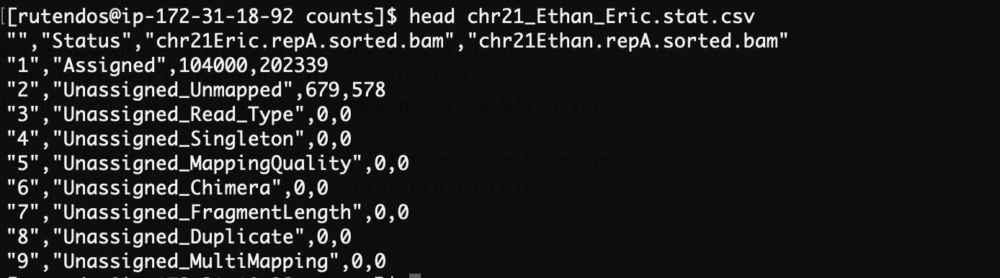 [[rutendos@ip-172-31-18-92 counts]$ head chr21_Ethan_Eric.stat.csv
"","Status","chr21Eric.repA.sorted.bam","chr21Ethan.repA.sorted.bam"
"1","Assigned",104000,202339
"2","Unassigned_Unmapped",679,578
"3","Unassigned_Read_Type",0,0
"4","Unassigned_Singleton",0,0
"5","Unassigned_MappingQuality",0,0
"6","Unassigned_Chimera",0,0
"7","Unassigned_FragmentLength",0,0
"8","Unassigned_Duplicate",0,0
"9","Unassigned_MultiMapping",0,0